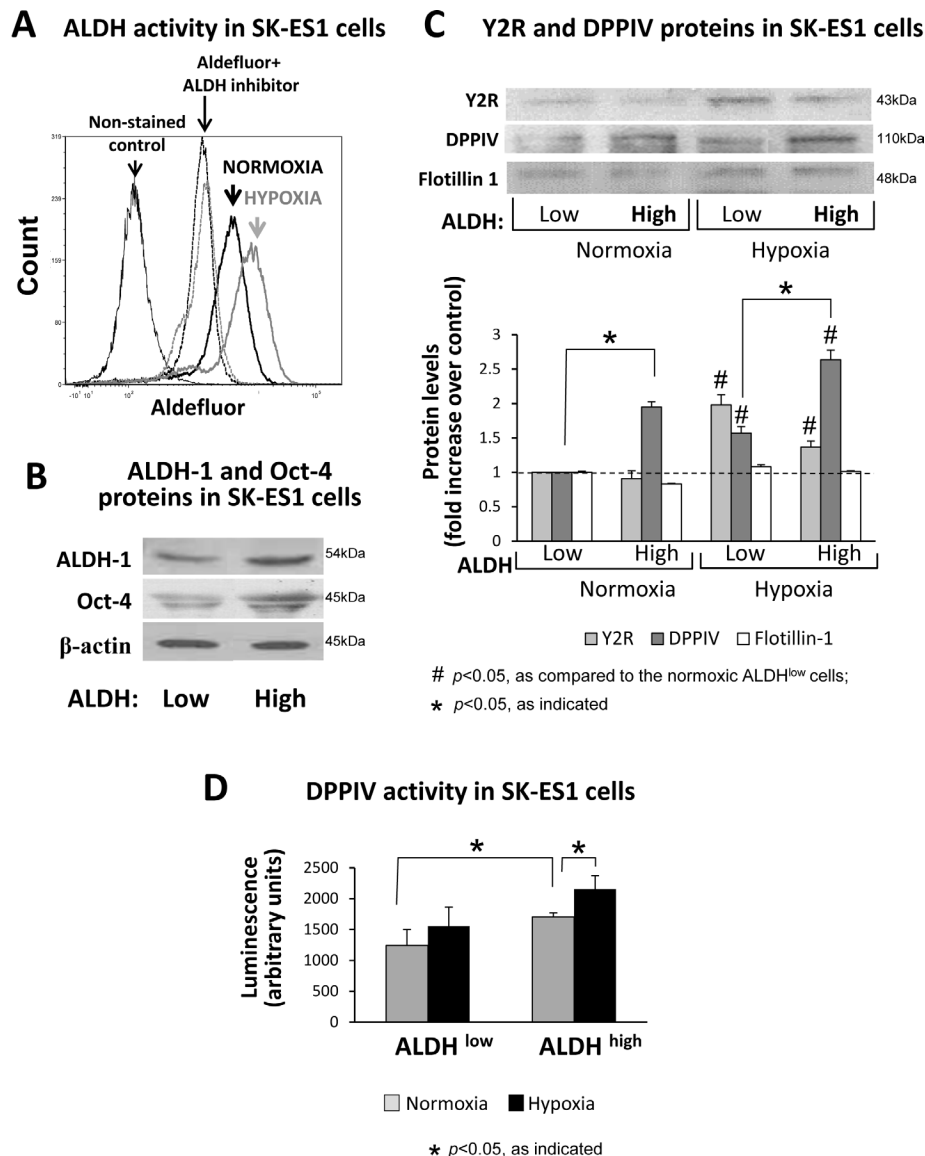 A ALDH activity in SK-ES1 cells
Aldefluor+
ALDH inhibitor
Non-stained
control
NORMOXIA
HYPOXIA
319
239
159
80
0
Count
Aldefluor
B ALDH-1 and Oct-4
proteins in SK-ES1 cells
ALDH-1 54kDa
Oct-4 45kDa
β-actin 45kDa
ALDH: Low High
C Y2R and DPPIV proteins in SK-ES1 cells
Y2R 43kDa
DPPIV 110kDa
Flotillin 1 48kDa
ALDH: Low High Low High
Normoxia Hypoxia
Protein levels
(fold increase over control)
3
2.5
2
1.5
1
0.5
0
* *
# # # #
ALDH Low High Low High
Normoxia Hypoxia
Y2R DPPIV Flotillin-1
# p<0.05, as compared to the normoxic ALDHlow cells;
* p<0.05, as indicated
D DPPIV activity in SK-ES1 cells
Luminescence
(arbitrary units)
2500
2000
1500
1000
500
0
* *
ALDH low ALDH high
Normoxia Hypoxia
* p<0.05, as indicated